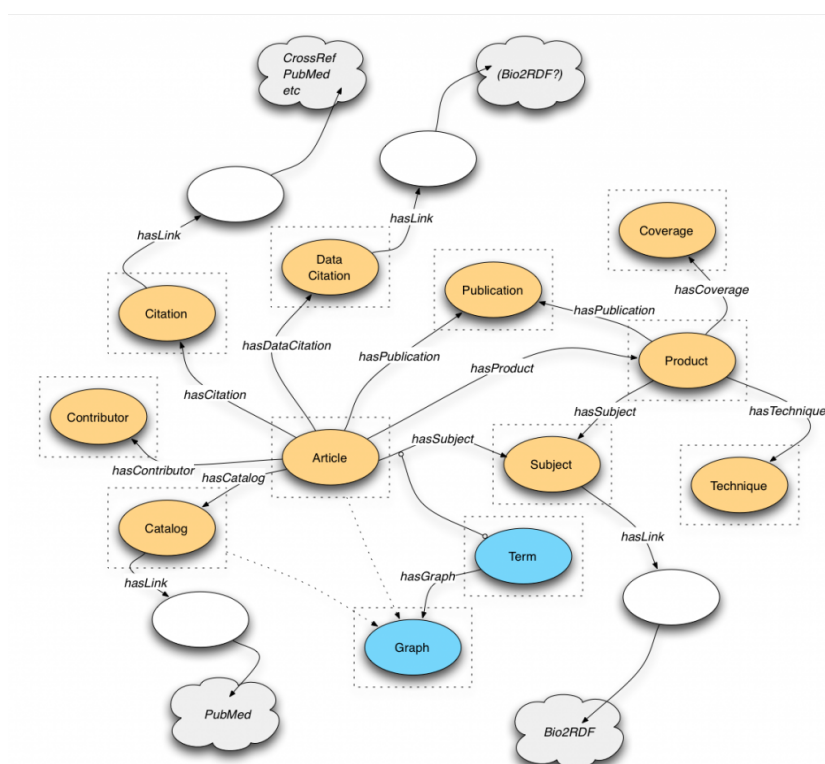 CrossRef
PubMed
etc
(Bio2RDF?)
hasLink
hasLink
Coverage
Data
Citation
Citation
Publication
hasCoverage
hasPublication
hasDataCitation
hasPublication
Product
hasProduct
hasCitation
Contributor
hasSubject
hasTechnique
hasSubject
Article
hasContributor
hasCatalog
Subject
Technique
Catalog
hasLink
Term
hasLink
hasGraph
Graph
PubMed
Bio2RDF